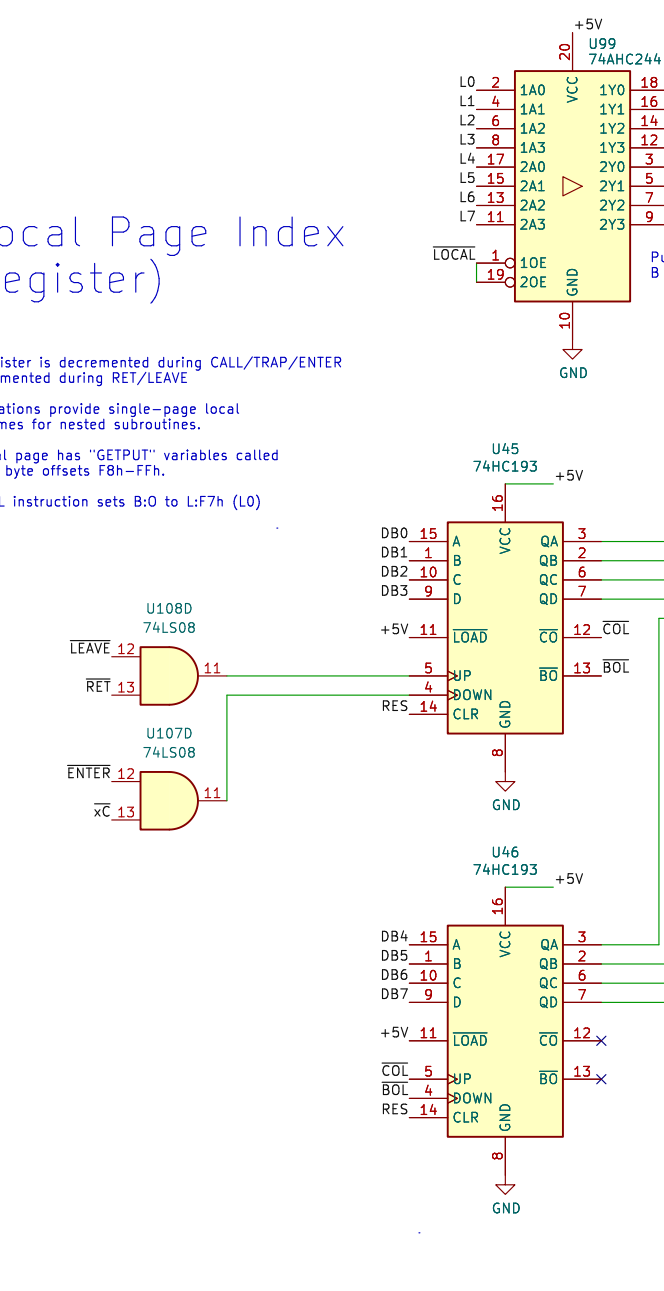 +5V
U99
74AHC244
20
VCC
L0 2 1A0 1Y0 18
L1 4 1A1 1Y1 16
L2 6 1A2 1Y2 14
L3 8 1A3 1Y3 12
L4 17 2A0 2Y0 3
L5 15 2A1 2Y1 5
L6 13 2A2 2Y2 7
L7 11 2A3 2Y3 9
LOCAL 1 1OE
19 2OE
GND
10
GND
B
ocal Page Index
egister)
ister is decremented during CALL/TRAP/ENTER
mented during RET/LEAVE
ations provide single-page local
mes for nested subroutines.
al page has "GETPUT" variables called
byte offsets F8h-FFh.
L instruction sets B:O to L:F7h (L0)
U45
74HC193
+5V
16
VCC
DB0 15 A QA 3
DB1 1 B QB 2
DB2 10 C QC 6
DB3 9 D QD 7
+5V 11 LOAD CO 12 COL
5 UP BO 13 BOL
4 DOWN
RES 14 CLR
GND
8
GND
U108D
74LS08
LEAVE 12
11
RET 13
U107D
74LS08
ENTER 12
11
xC 13
U46
74HC193
+5V
16
VCC
DB4 15 A QA 3
DB5 1 B QB 2
DB6 10 C QC 6
DB7 9 D QD 7
+5V 11 LOAD CO 12
COL 5 UP BO 13
BOL 4 DOWN
RES 14 CLR
GND
8
GND